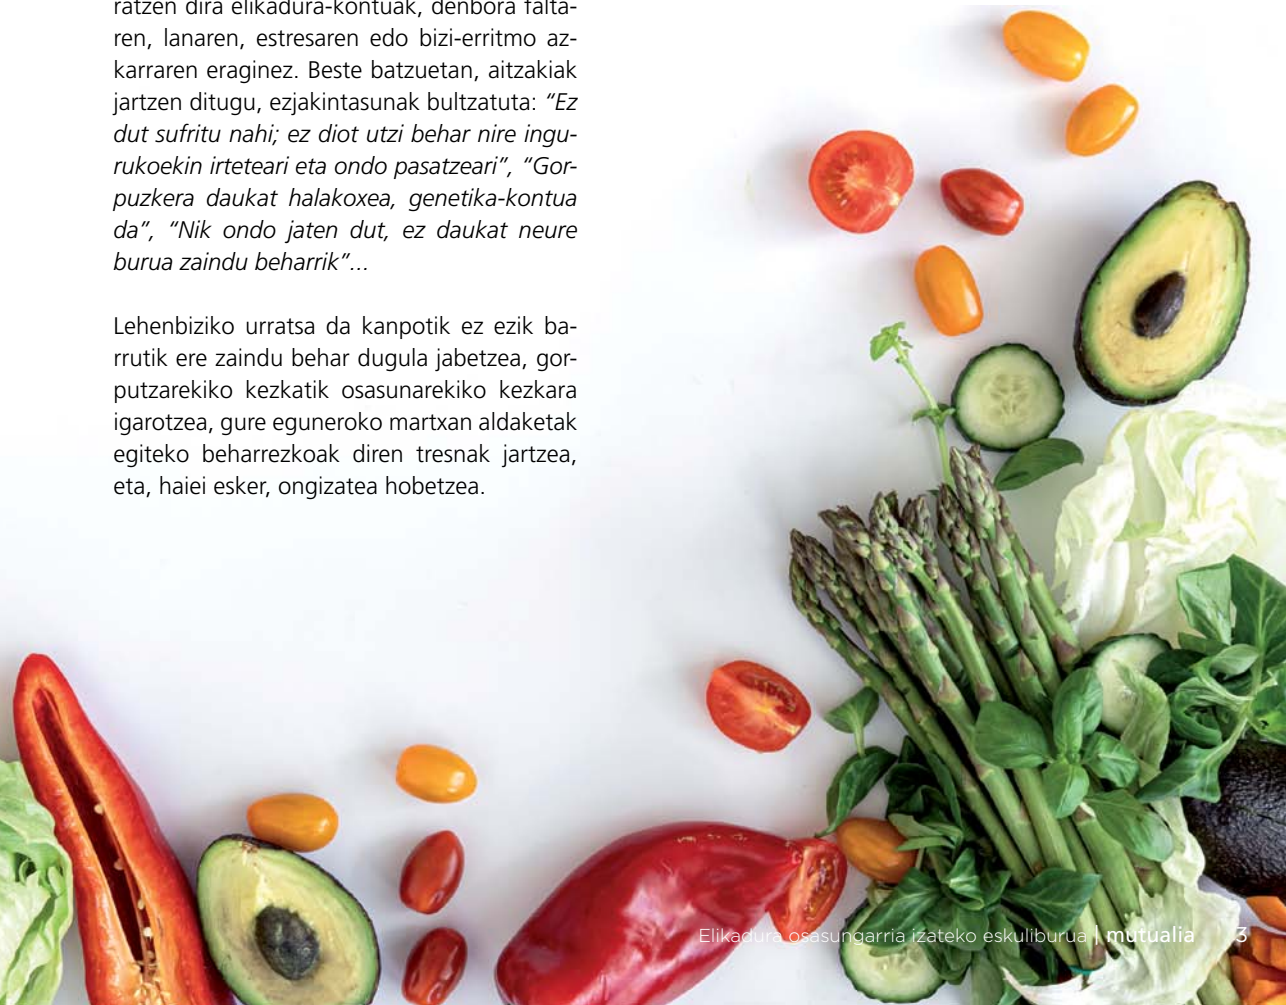 ratzen dira elikadura-kontuak, denbora falta-
ren, lanaren, estresaren edo bizi-erritmo az-
karraren eraginez. Beste batzuetan, aitzakiak
jartzen ditugu, ezjakintasunak bultzatuta: “Ez
dut sufritu nahi; ez diot utzi behar nire ingu-
rukoekin irteteari eta ondo pasatzeari”, “Gor-
puzkera daukat halakoxea, genetika-kontua
da”, “Nik ondo jaten dut, ez daukat neure
burua zaindu beharrik”...
Lehenbiziko urratsa da kanpotik ez ezik ba-
rrutik ere zaindu behar dugula jabetzea, gor-
putzarekiko kezkatik osasunarekiko kezkara
igarotzea, gure eguneroko martxan aldaketak
egiteko beharrezkoak diren tresnak jartzea,
eta, haiei esker, ongizatea hobetzea.
Elikadura osasungarria izateko eskuliburua | mutualia 3